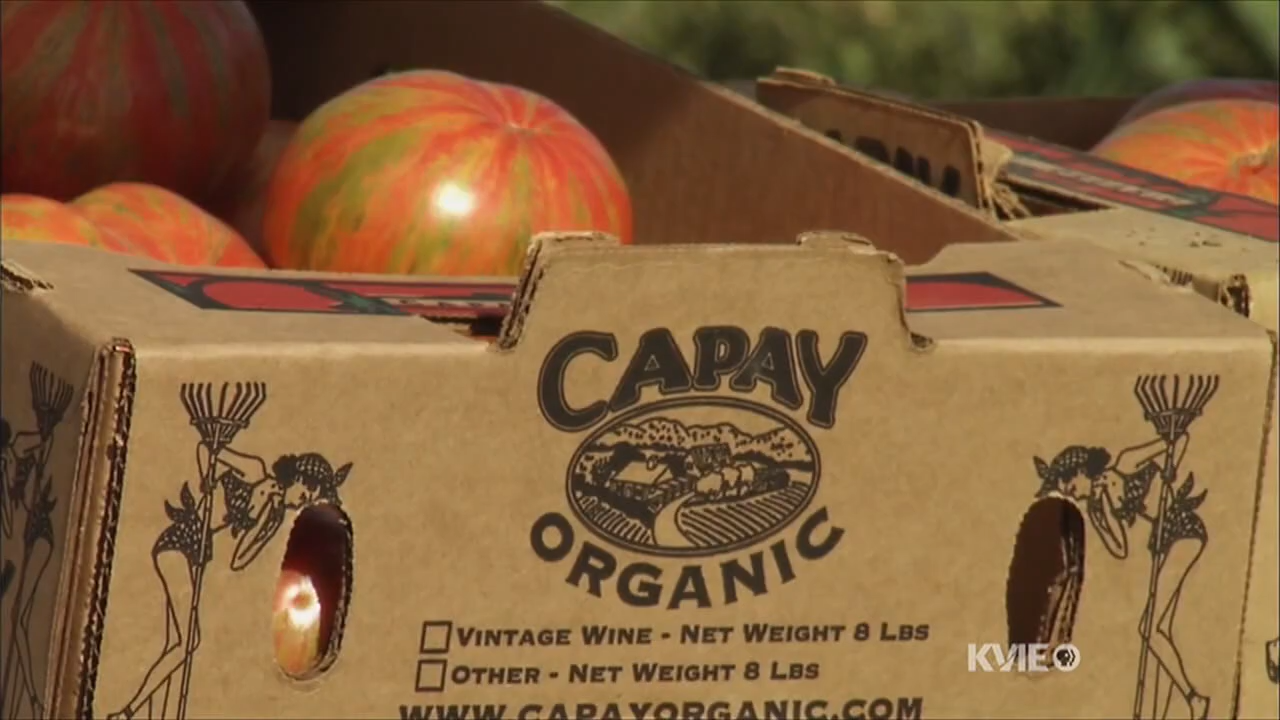 CAPAY
ORGANIC
VINTAGE WINE - NET WEIGHT 8 LBS
OTHER - NET WEIGHT 8 LBS
WWW.CAPAYORGANIC.COM
KVIE